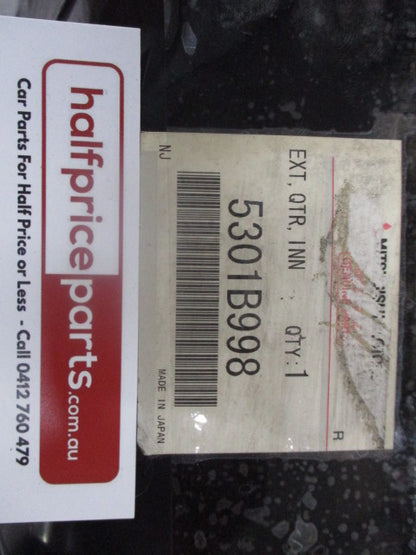 halfpriceparts.com.au
Car Parts For Half Price or Less - Call 0412 760 479
R
EXT, QTR, INN : QTY:1
5301B998
NJ
MADE IN JAPAN